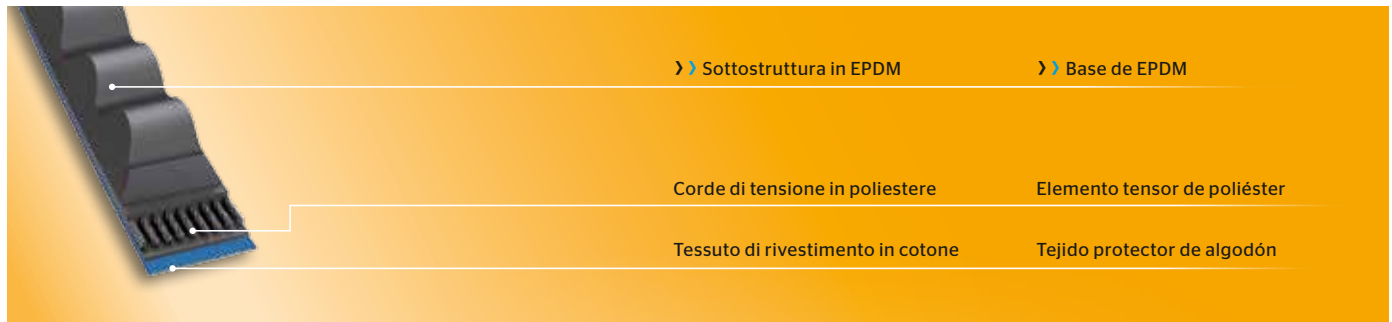 ❯❯ Sottostruttura in EPDM
❯❯ Base de EPDM
Corde di tensione in poliestere
Elemento tensor de poliéster
Tessuto di rivestimento in cotone
Tejido protector de algodón